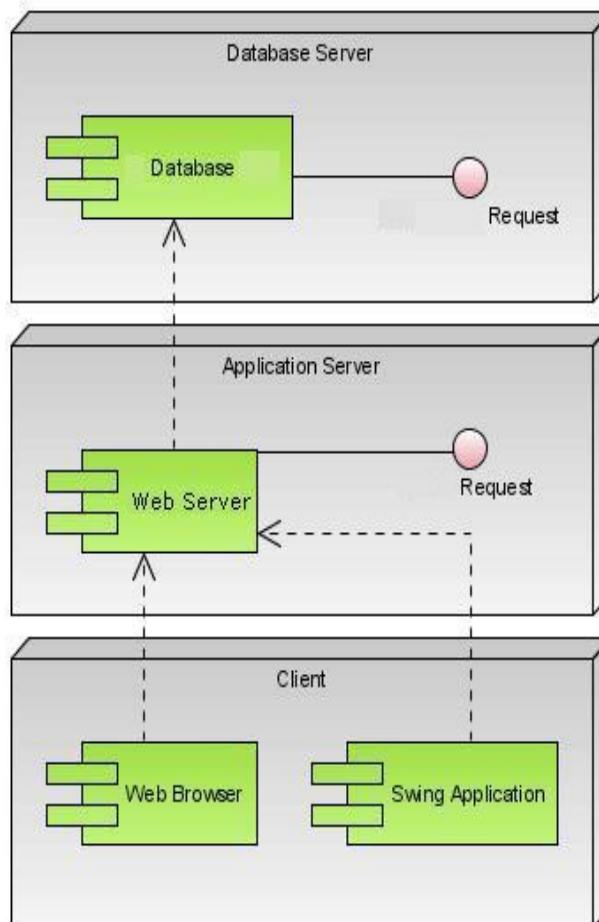 Database Server
Database
Request
Application Server
Web Server
Request
Client
Web Browser
Swing Application